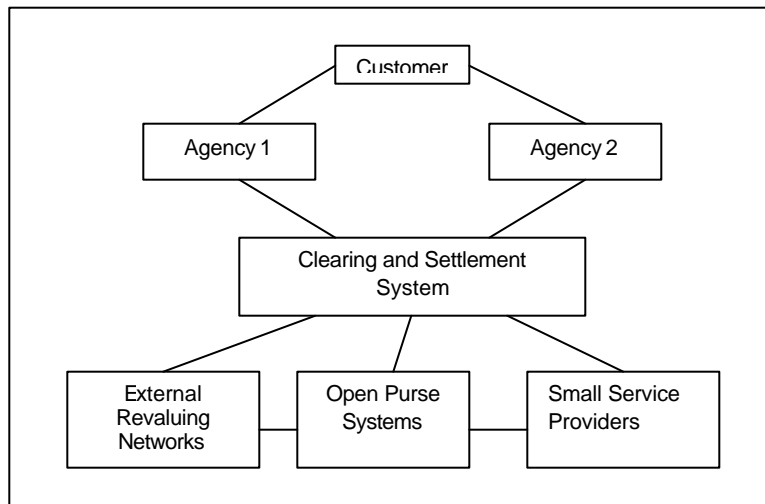 Customer
Agency 1
Agency 2
Clearing and Settlement
System
External
Revaluing
Networks
Open Purse
Systems
Small Service
Providers